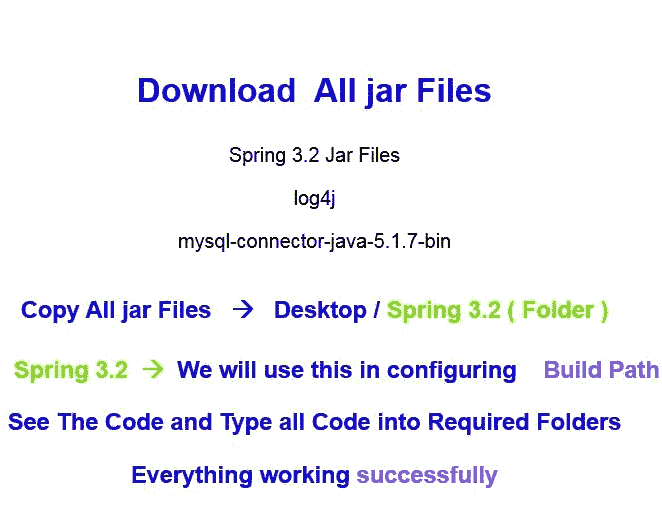 Download All jar Files
Spring 3.2 Jar Files
log4j
mysql-connector-java-5.1.7-bin
Copy All jar Files → Desktop / Spring 3.2 ( Folder )
Spring 3.2 → We will use this in configuring Build Path
See The Code and Type all Code into Required Folders
Everything working successfully